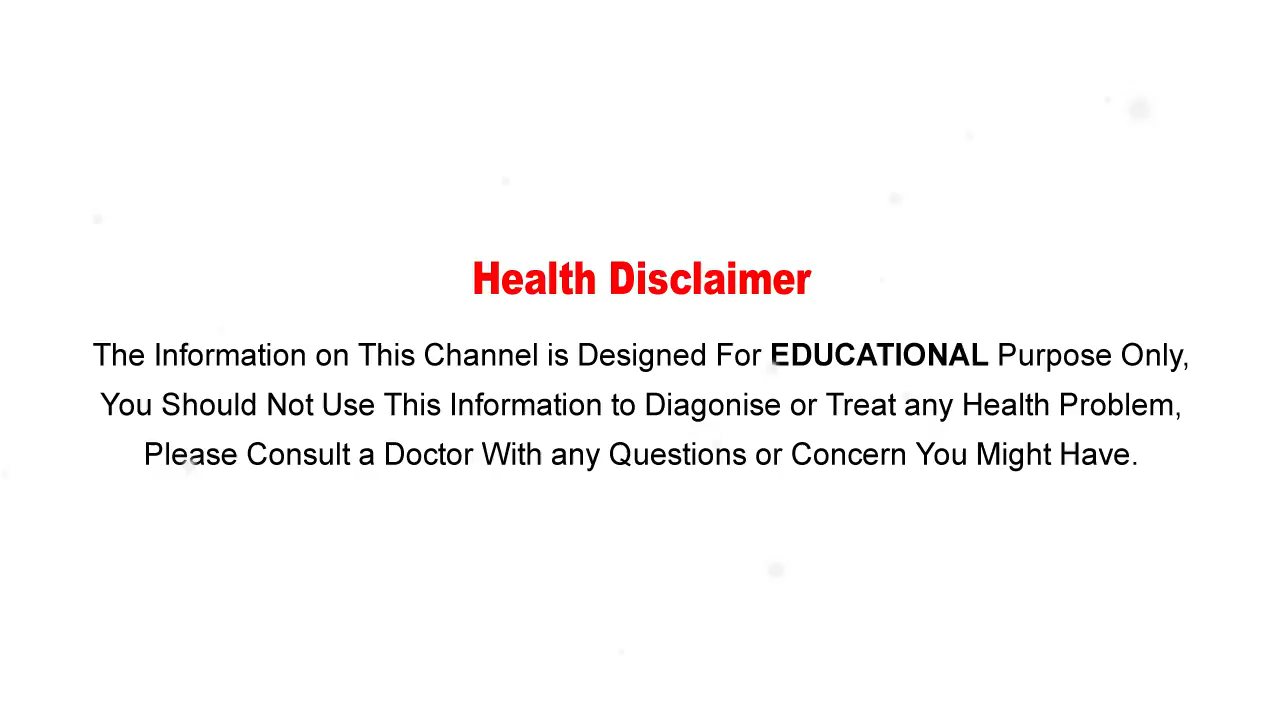 Health Disclaimer
The Information on This Channel is Designed For EDUCATIONAL Purpose Only,
You Should Not Use This Information to Diagonise or Treat any Health Problem,
Please Consult a Doctor With any Questions or Concern You Might Have.